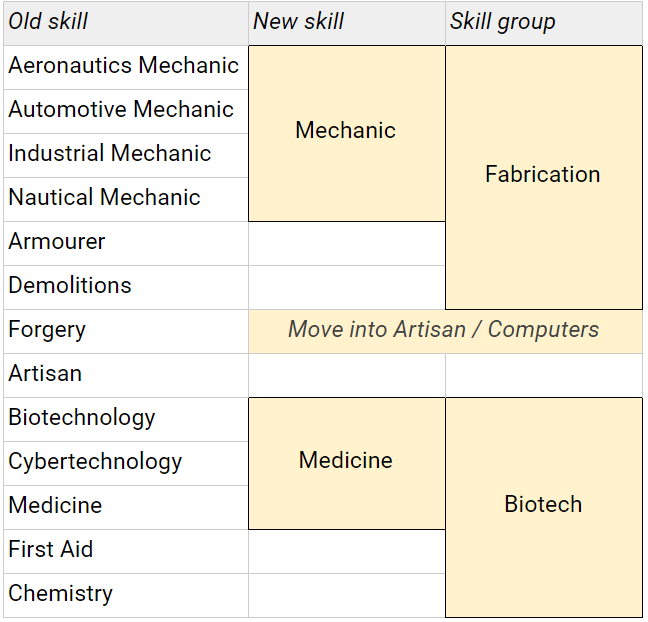 Old skill New skill Skill group
Aeronautics Mechanic
Automotive Mechanic
Mechanic
Industrial Mechanic
Fabrication
Nautical Mechanic
Armourer
Demolitions
Forgery Move into Artisan / Computers
Artisan
Biotechnology
Cybertechnology Medicine
Medicine Biotech
First Aid
Chemistry